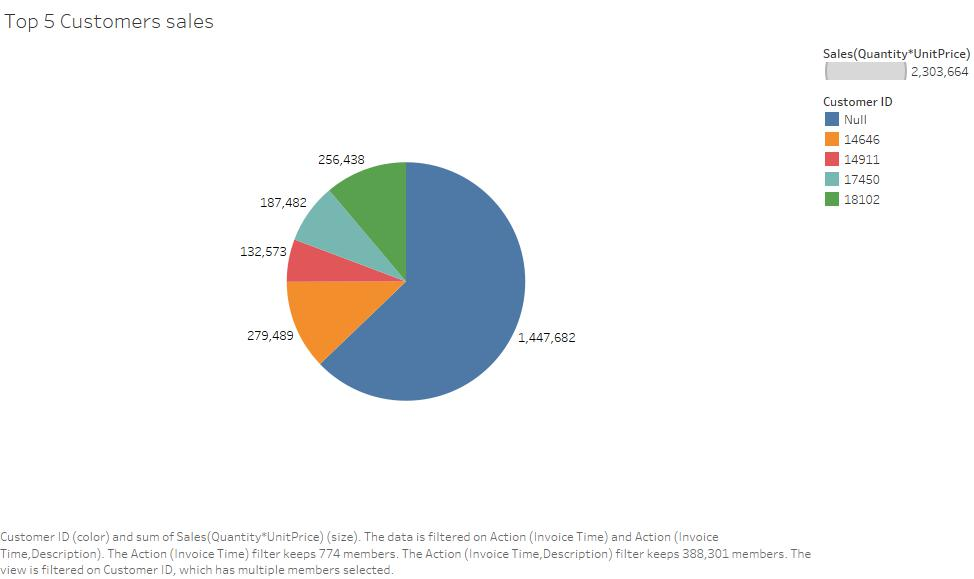 Top 5 Customers sales
Sales(Quantity*UnitPrice)
2,303,664
Customer ID
Null
14646
14911
17450
18102
256,438
187,482
132,573
279,489
1,447,682
Customer ID (color) and sum of Sales(Quantity*UnitPrice) (size). The data is filtered on Action (Invoice Time) and Action (Invoice
Time,Description). The Action (Invoice Time) filter keeps 774 members. The Action (Invoice Time,Description) filter keeps 388,301 members. The
view is filtered on Customer ID, which has multiple members selected.